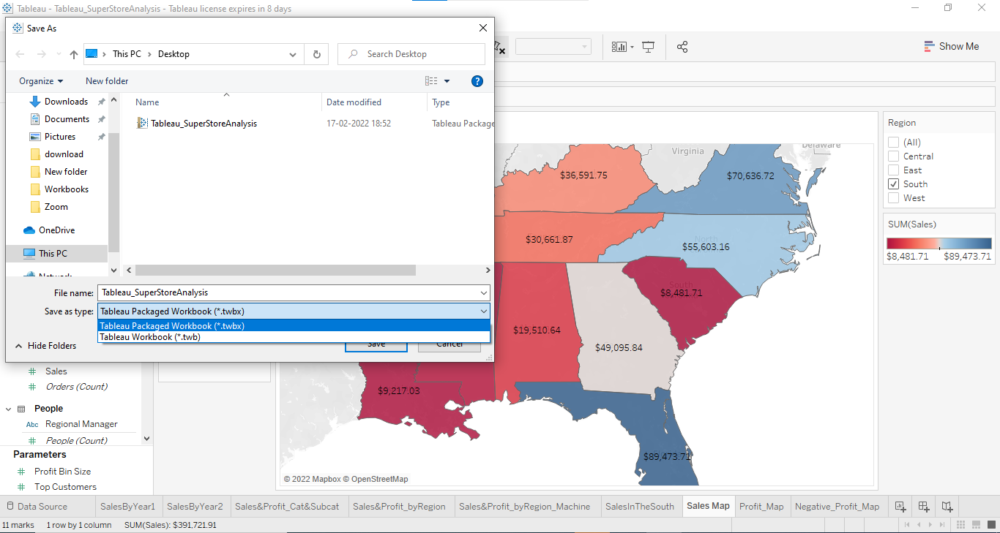 Tableau - Tableau_SuperStoreAnalysis - Tableau license expires in 8 days
Save As
This PC > Desktop
Search Desktop
Organize
New folder
?
Downloads
Documents
Pictures
download
New folder
Workbooks
Zoom
OneDrive
This PC
Network
Name
Date modified
Type
Tableau_SuperStoreAnalysis
17-02-2022 18:52
Tableau Package
File name: Tableau_SuperStoreAnalysis
Save as type: Tableau Packaged Workbook (*.twbx)
Tableau Packaged Workbook (*.twbx)
Tableau Workbook (*.twb)
Hide Folders
Save
Cancel
Show Me
Region
(All)
Central
East
South
West
SUM(Sales)
$8,481.71 $89,473.71
Delaware
Virginia
$36,591.75
$70,636.72
$30,661.87
North
$55,603.16
South
$8,481.71
$19,510.64
$49,095.84
$9,217.03
$89,473.71
© 2022 Mapbox © OpenStreetMap
# Sales
# Orders (Count)
People
Abc Regional Manager
# People (Count)
Parameters
# Profit Bin Size
# Top Customers
Data Source
SalesByYear1
SalesByYear2
Sales&Profit_Cat&Subcat
Sales&Profit_byRegion
Sales&Profit_byRegion_Machine
SalesInTheSouth
Sales Map
Profit_Map
Negative_Profit_Map
11 marks
1 row by 1 column
SUM(Sales): $391,721.91